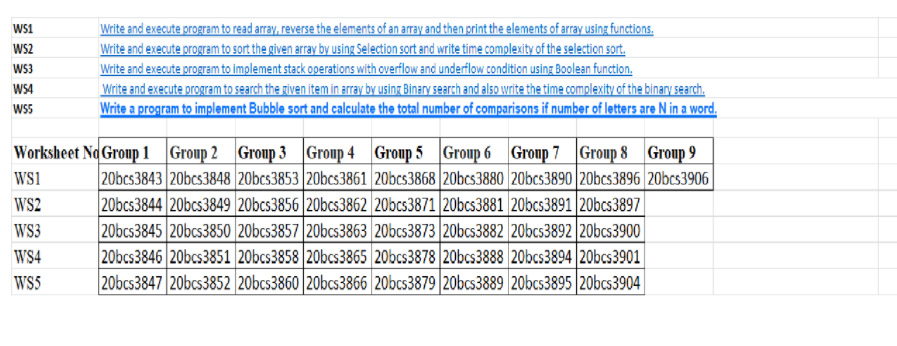 WS1 Write and execute program to read array, reverse the elements of an array and then print the elements of array using functions.
WS2 Write and execute program to sort the given array by using Selection sort and write time complexity of the selection sort.
WS3 Write and execute program to Implement stack operations with overflow and underflow condition using Boolean function.
WS4 Write and execute program to search the given item in array by using Binary search and also write the time complexity of the binary search.
WS5 Write a program to implement Bubble sort and calculate the total number of comparisons if number of letters are N in a word.
Worksheet No Group 1 Group 2 Group 3 Group 4 Group 5 Group 6 Group 7 Group 8 Group 9
WS1 20bcs3843 20bcs3848 20bcs3853 20bcs3861 20bcs3868 20bcs3880 20bcs3890 20bcs3896 20bcs3906
WS2 20bcs3844 20bcs3849 20bcs3856 20bcs3862 20bcs3871 20bcs3881 20bcs3891 20bcs3897
WS3 20bcs3845 20bcs3850 20bcs3857 20bcs3863 20bcs3873 20bcs3882 20bcs3892 20bcs3900
WS4 20bcs3846 20bcs3851 20bcs3858 20bcs3865 20bcs3878 20bcs3888 20bcs3894 20bcs3901
WS5 20bcs3847 20bcs3852 20bcs3860 20bcs3866 20bcs3879 20bcs3889 20bcs3895 20bcs3904